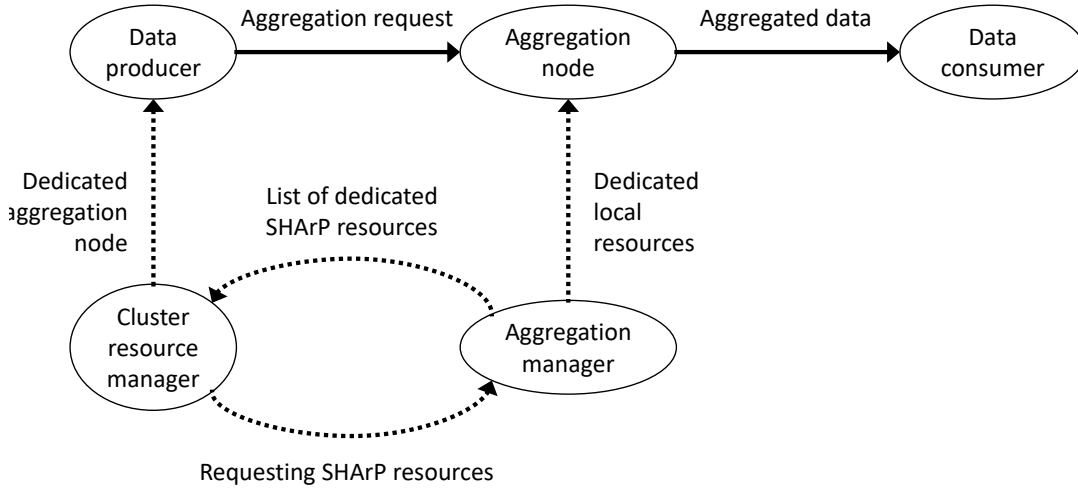 Aggregation request
Aggregated data
Data
producer
Aggregation
node
Data
consumer
Dedicated
aggregation
node
List of dedicated
SHArP resources
Dedicated
local
resources
Cluster
resource
manager
Aggregation
manager
Requesting SHArP resources